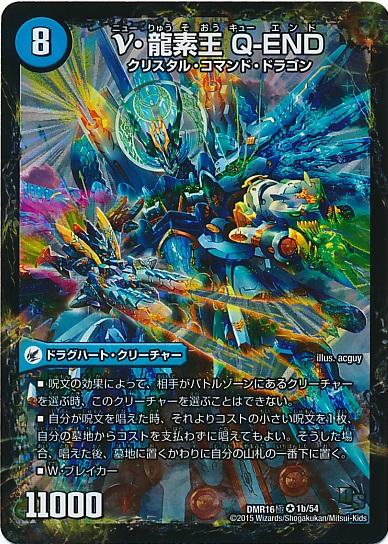 8
ニュー りゅう そ おう キュー エンド
ν・龍素王 Q-END
クリスタル・コマンド・ドラゴン
ドラグハート・クリーチャー
illus. acguy
■ 呪文の効果によって、相手がバトルゾーンにあるクリーチャー
を選ぶ時、このクリーチャーを選ぶことはできない。
■ 自分が呪文を唱えた時、それよりコストの小さい呪文を1枚、
自分の墓地からコストを支払わずに唱えてもよい。そうした場
合、唱えた後、墓地に置くかわりに自分の山札の一番下に置く。
■ W・ブレイカー
11000
DMR16極 ✪1b/54
©2015 Wizards/Shogakukan/Mitsui-Kids